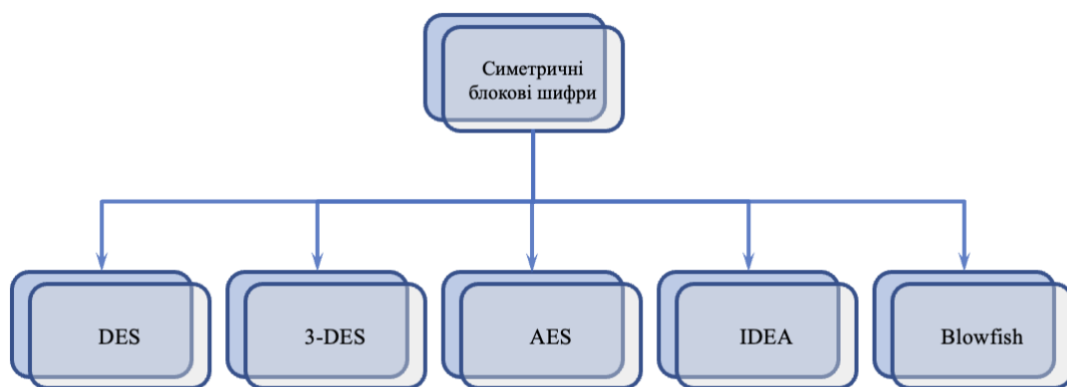 Симетричні
блокові шифри
DES
3-DES
AES
IDEA
Blowfish